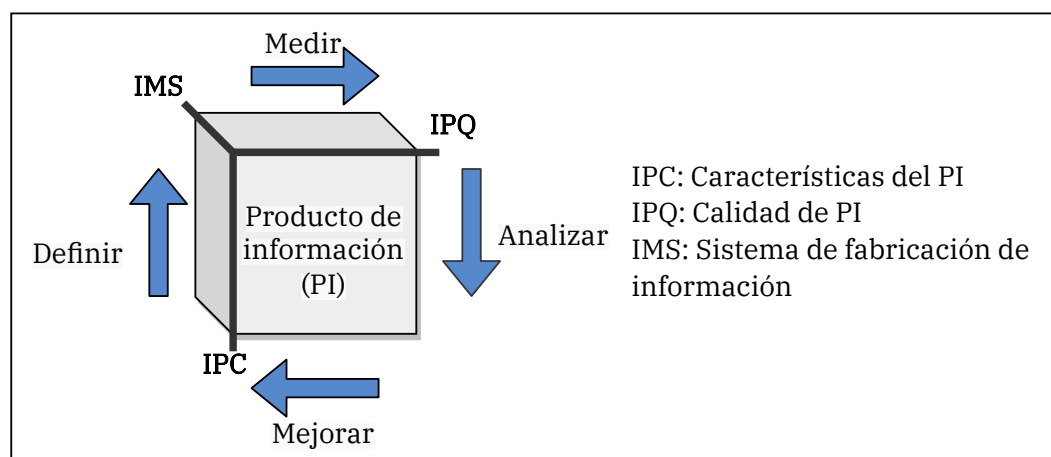 Medir
IMS
IPQ
Producto de
información
(PI)
Definir
Analizar
IPC
Mejorar
IPC: Características del PI
IPQ: Calidad de PI
IMS: Sistema de fabricación de
información